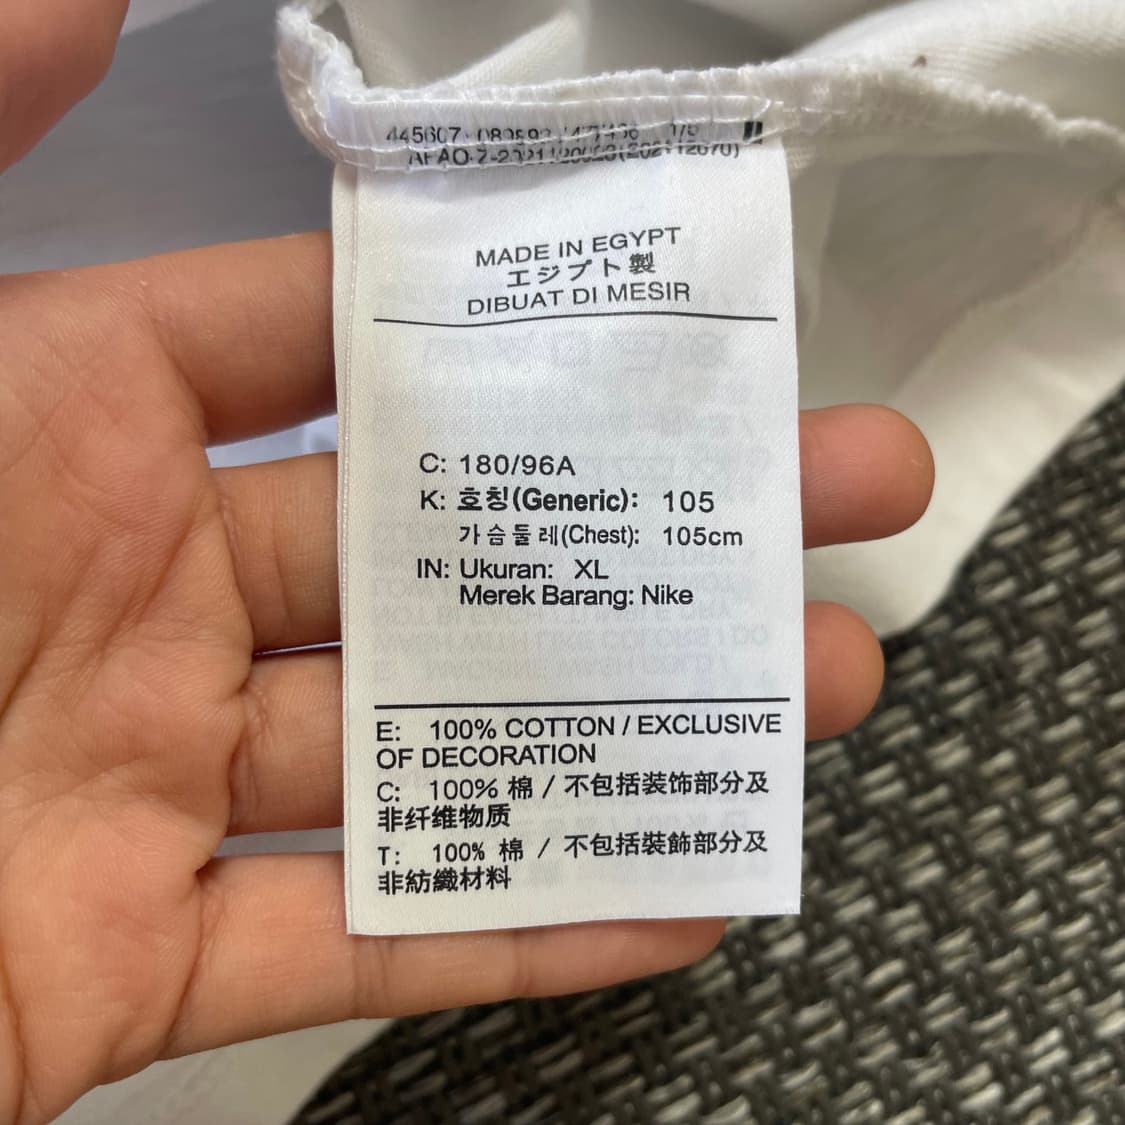 MADE IN EGYPT
エジプト製
DIBUAT DI MESIR
C: 180/96A
K: 호칭(Generic): 105
가슴둘레(Chest): 105cm
IN: Ukuran: XL
Merek Barang: Nike
E: 100% COTTON / EXCLUSIVE
OF DECORATION
C: 100% 棉 / 不包括装饰部分及
非纤维物质
T: 100% 棉 / 不包括裝飾部分及
非紡織材料